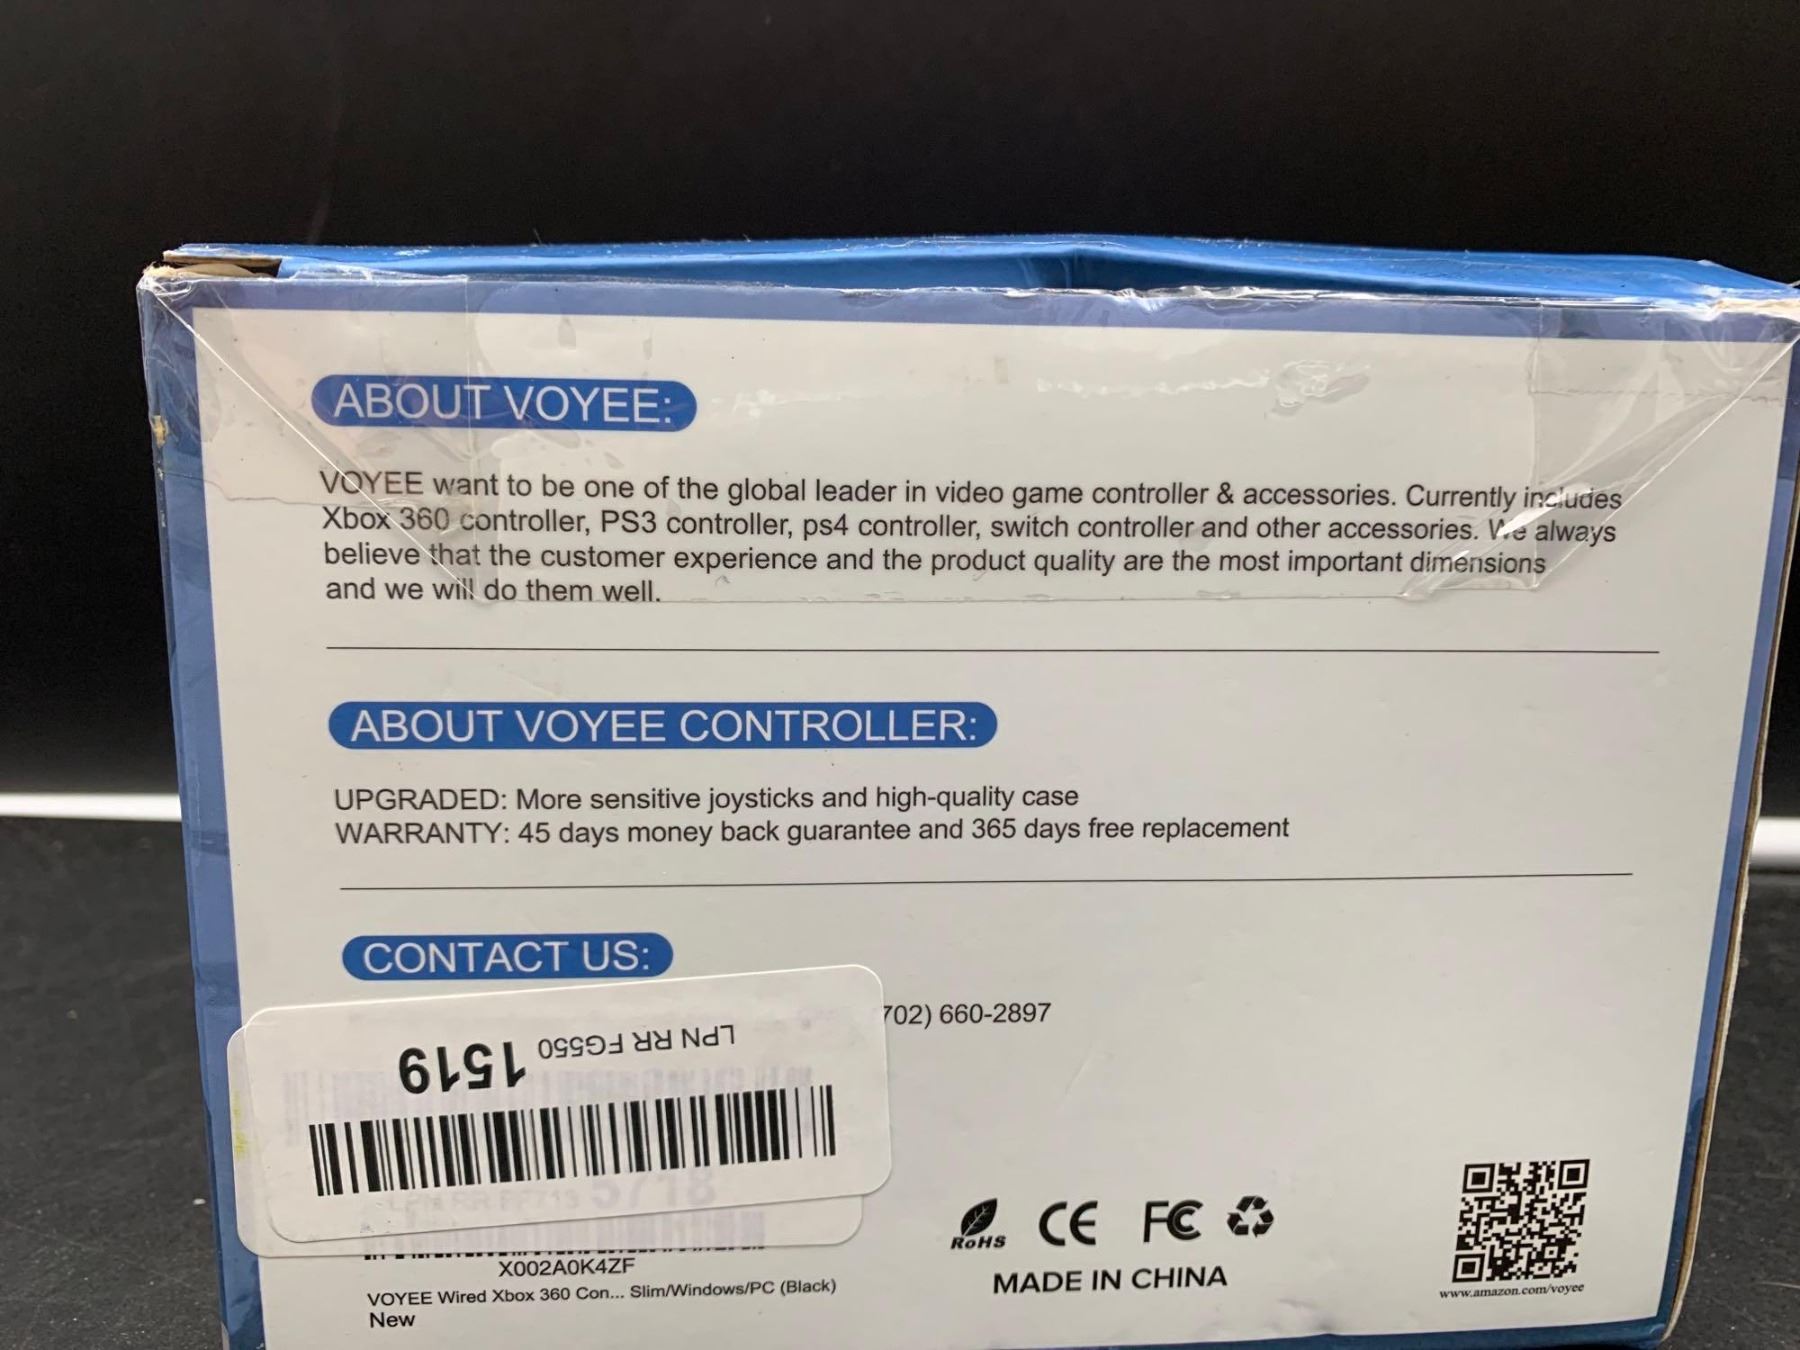 ABOUT VOYEE:
VOYEE want to be one of the global leader in video game controller & accessories. Currently includes
Xbox 360 controller, PS3 controller, ps4 controller, switch controller and other accessories. We always
believe that the customer experience and the product quality are the most important dimensions
and we will do them well.
ABOUT VOYEE CONTROLLER:
UPGRADED: More sensitive joysticks and high-quality case
WARRANTY: 45 days money back guarantee and 365 days free replacement
CONTACT US:
702) 660-2897
LPN RR FG550 1519
5718
X002A0K4ZF
VOYEE Wired Xbox 360 Con... Slim/Windows/PC (Black)
New
RoHS CE FC
MADE IN CHINA
www.amazon.com/voyee